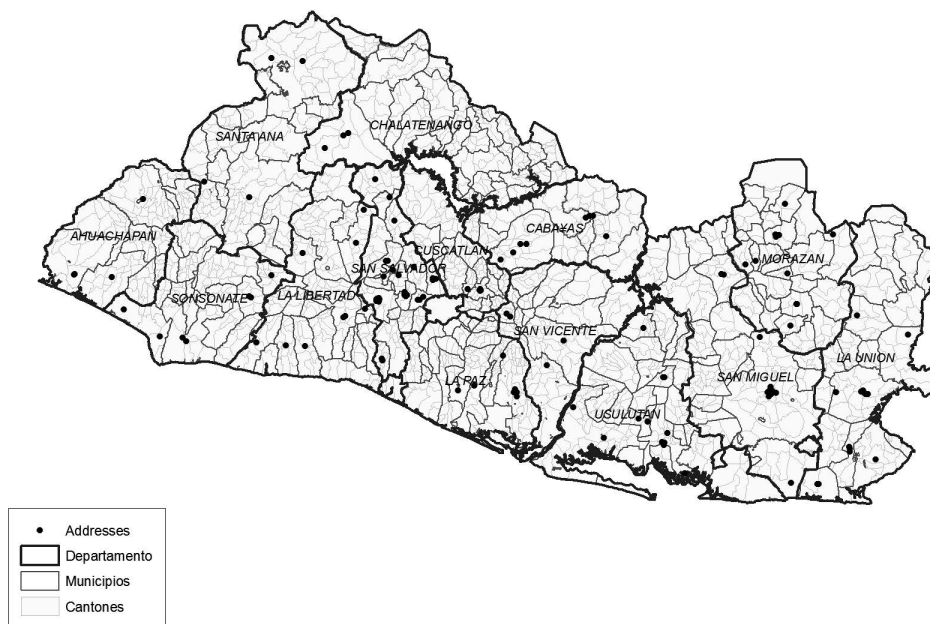 CHALATENANGO
SANTA ANA
CABAYAS
AHUACHAPAN
CUSCATLAN
MORAZAN
SAN SALVADOR
SONSONATE
LA LIBERTAD
SAN VICENTE
LA UNION
SAN MIGUEL
LA PAZ
USULUTAN
Addresses
Departamento
Municipios
Cantones